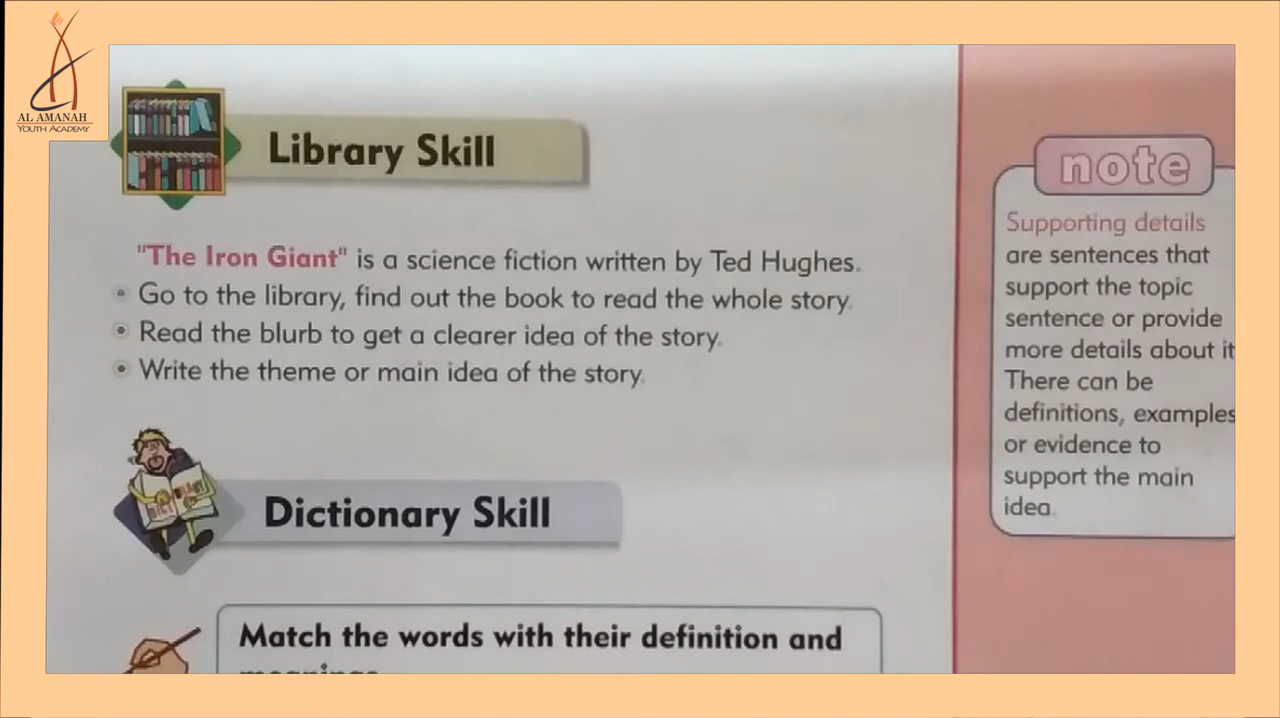 AL AMANAH
YOUTH ACADEMY
Library Skill
"The Iron Giant" is a science fiction written by Ted Hughes.
• Go to the library, find out the book to read the whole story.
• Read the blurb to get a clearer idea of the story.
• Write the theme or main idea of the story.
Dictionary Skill
Match the words with their definition and
note
Supporting details
are sentences that
support the topic
sentence or provide
more details about it
There can be
definitions, examples
or evidence to
support the main
idea.